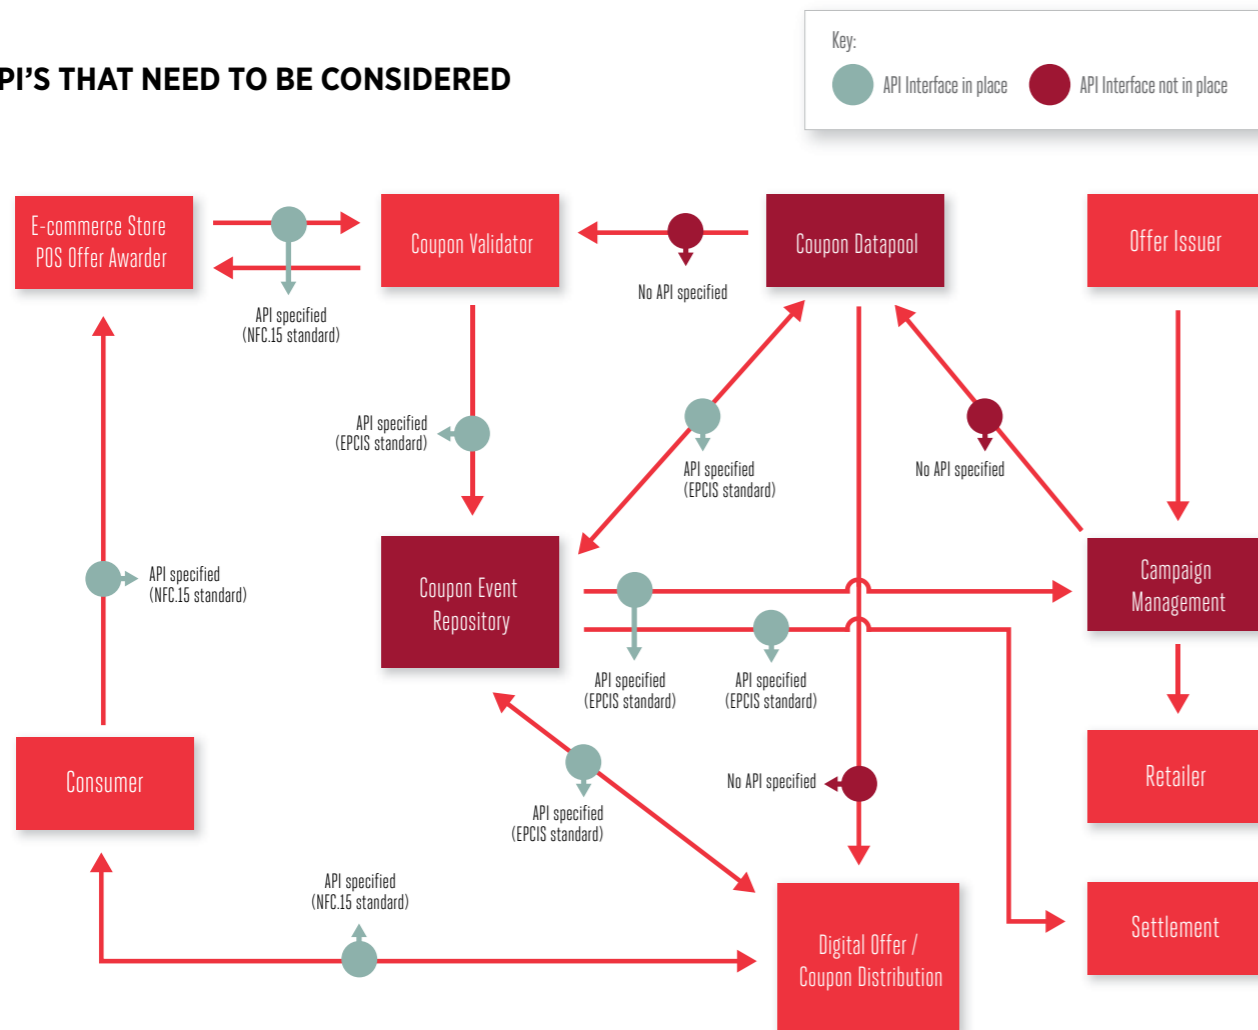 PI'S THAT NEED TO BE CONSIDERED
Key:
API Interface in place
API Interface not in place
E-commerce Store
POS Offer Awarder
Coupon Validator
Coupon Datapool
Offer Issuer
API specified
(NFC.15 standard)
No API specified
API specified
(EPCIS standard)
API specified
(EPCIS standard)
No API specified
API specified
(NFC.15 standard)
Coupon Event
Repository
Campaign
Management
API specified
(EPCIS standard)
API specified
(EPCIS standard)
Consumer
API specified
(EPCIS standard)
No API specified
Retailer
API specified
(NFC.15 standard)
Digital Offer /
Coupon Distribution
Settlement